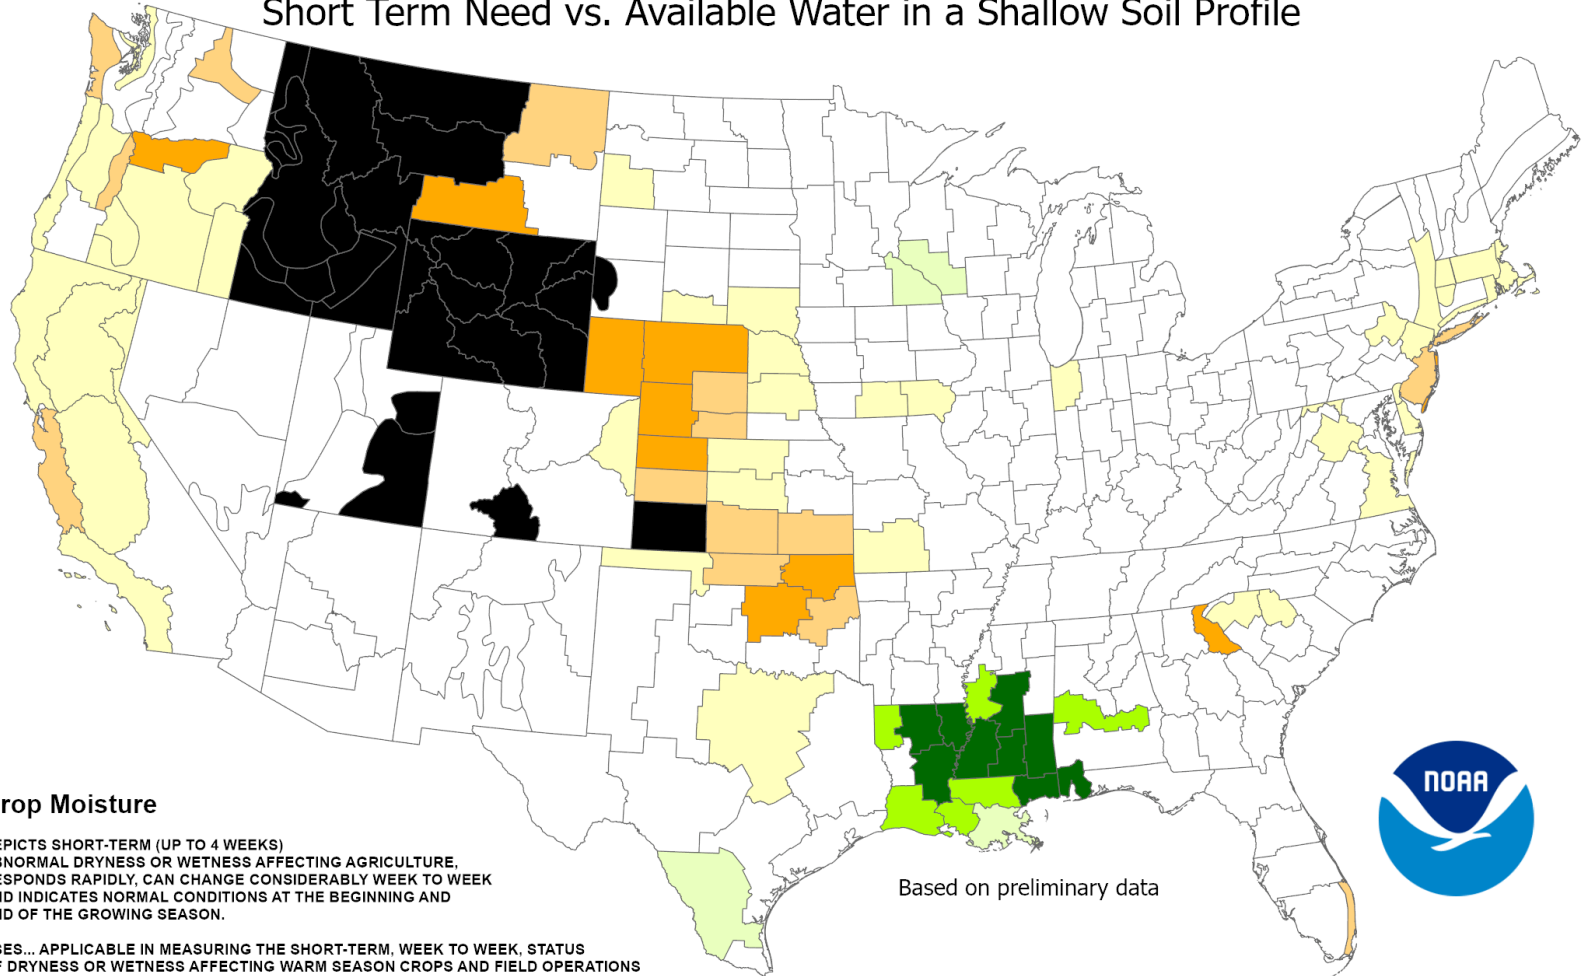 Short Term Need vs. Available Water in a Shallow Soil Profile
NOAA
rop Moisture
EPICTS SHORT-TERM (UP TO 4 WEEKS)
BNORMAL DRYNESS OR WETNESS AFFECTING AGRICULTURE,
ESPONDS RAPIDLY, CAN CHANGE CONSIDERABLY WEEK TO WEEK
ND INDICATES NORMAL CONDITIONS AT THE BEGINNING AND
ND OF THE GROWING SEASON.
Based on preliminary data
SES... APPLICABLE IN MEASURING THE SHORT-TERM, WEEK TO WEEK, STATUS
F DRYNESS OR WETNESS AFFECTING WARM SEASON CROPS AND FIELD OPERATIONS